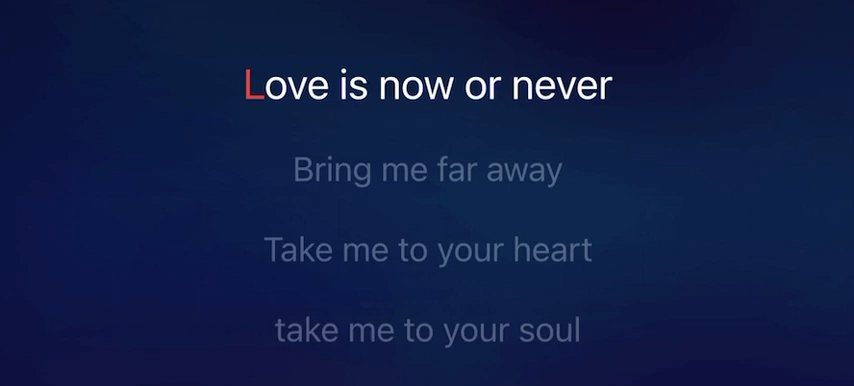 Love is now or never
Bring me far away
Take me to your heart
take me to your soul